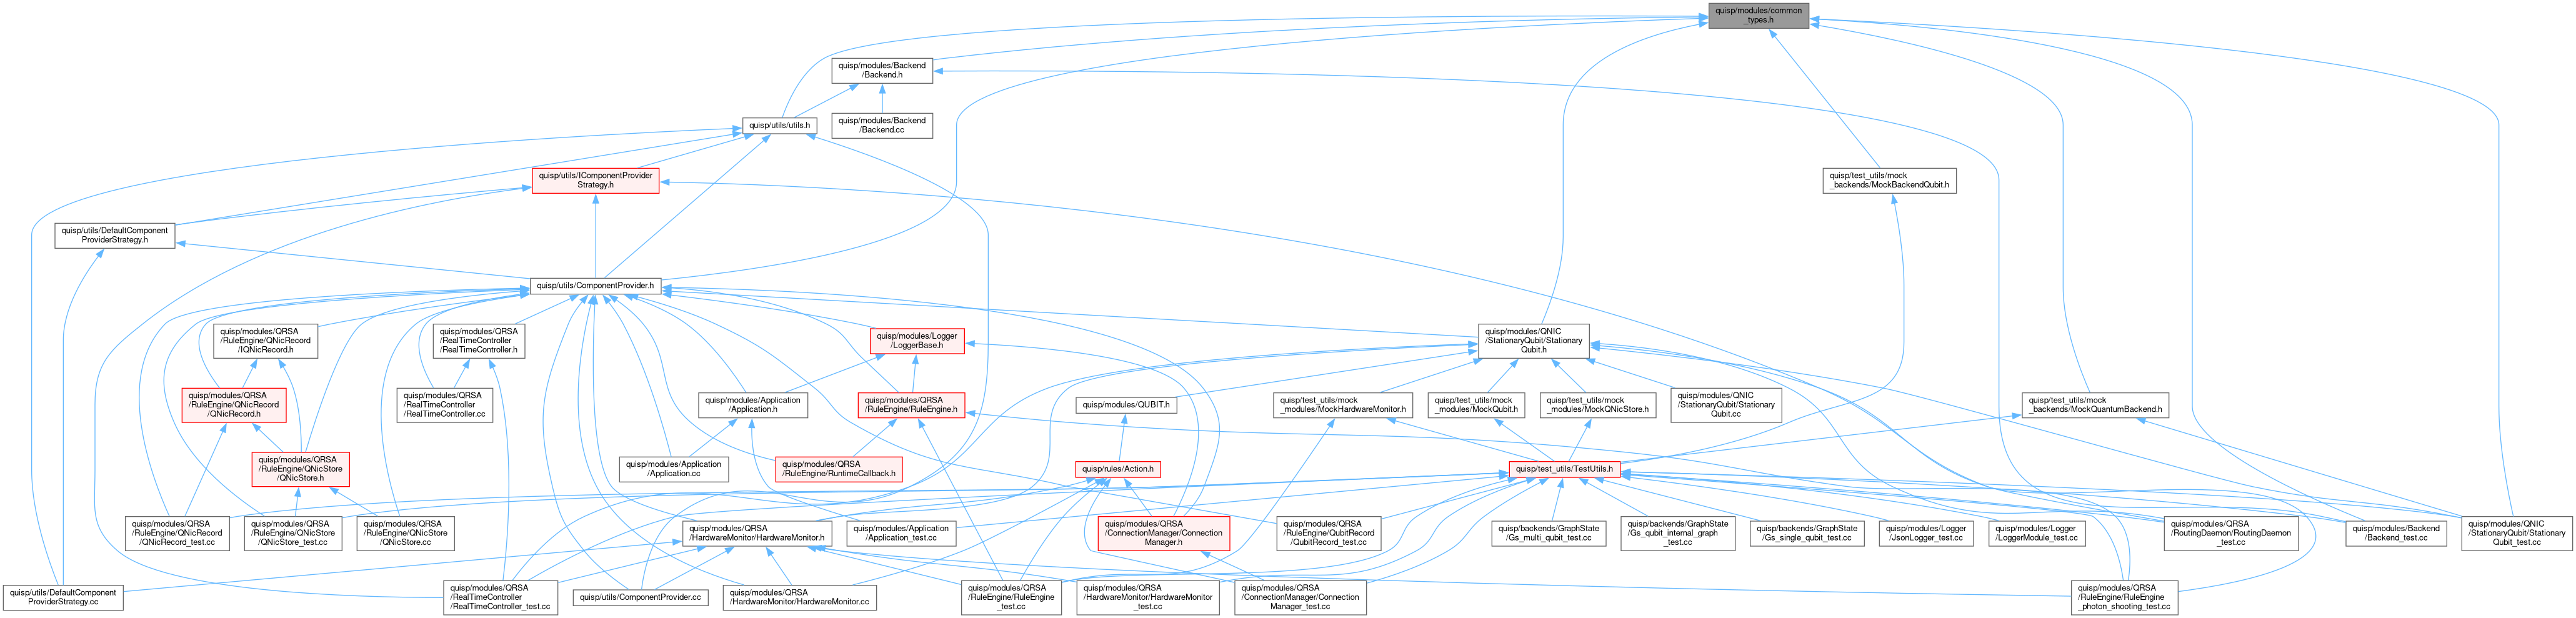 quisp/modules/common
_types.h
quisp/modules/Backend
/Backend.h
quisp/utils/utils.h
quisp/modules/Backend
/Backend.cc
quisp/utils/IComponentProvider
Strategy.h
quisp/test_utils/mock
_backends/MockBackendQubit.h
quisp/utils/DefaultComponent
ProviderStrategy.h
quisp/utils/ComponentProvider.h
quisp/modules/QRSA
/RuleEngine/QNicRecord
/IQNicRecord.h
quisp/modules/QRSA
/RealTimeController
/RealTimeController.h
quisp/modules/Logger
/LoggerBase.h
quisp/modules/QNIC
/StationaryQubit/Stationary
Qubit.h
quisp/modules/QRSA
/RuleEngine/QNicRecord
/QNicRecord.h
quisp/modules/QRSA
/RealTimeController
/RealTimeController.cc
quisp/modules/Application
/Application.h
quisp/modules/QRSA
/RuleEngine/RuleEngine.h
quisp/modules/QUBIT.h
quisp/test_utils/mock
_modules/MockHardwareMonitor.h
quisp/test_utils/mock
_modules/MockQubit.h
quisp/test_utils/mock
_modules/MockQNicStore.h
quisp/modules/QNIC
/StationaryQubit/Stationary
Qubit.cc
quisp/test_utils/mock
_backends/MockQuantumBackend.h
quisp/modules/QRSA
/RuleEngine/QNicStore
/QNicStore.h
quisp/modules/Application
/Application.cc
quisp/modules/QRSA
/RuleEngine/RuntimeCallback.h
quisp/rules/Action.h
quisp/test_utils/TestUtils.h
quisp/modules/QRSA
/RuleEngine/QNicRecord
/QNicRecord_test.cc
quisp/modules/QRSA
/RuleEngine/QNicStore
/QNicStore_test.cc
quisp/modules/QRSA
/RuleEngine/QNicStore
/QNicStore.cc
quisp/modules/QRSA
/HardwareMonitor/HardwareMonitor.h
quisp/modules/Application
/Application_test.cc
quisp/modules/QRSA
/ConnectionManager/Connection
Manager.h
quisp/modules/QRSA
/RuleEngine/QubitRecord
/QubitRecord_test.cc
quisp/backends/GraphState
/Gs_multi_qubit_test.cc
quisp/backends/GraphState
/Gs_qubit_internal_graph
_test.cc
quisp/backends/GraphState
/Gs_single_qubit_test.cc
quisp/modules/Logger
/JsonLogger_test.cc
quisp/modules/Logger
/LoggerModule_test.cc
quisp/modules/QRSA
/RoutingDaemon/RoutingDaemon
_test.cc
quisp/modules/Backend
/Backend_test.cc
quisp/modules/QNIC
/StationaryQubit/Stationary
Qubit_test.cc
quisp/utils/DefaultComponent
ProviderStrategy.cc
quisp/modules/QRSA
/RealTimeController
/RealTimeController_test.cc
quisp/utils/ComponentProvider.cc
quisp/modules/QRSA
/HardwareMonitor/HardwareMonitor.cc
quisp/modules/QRSA
/RuleEngine/RuleEngine
_test.cc
quisp/modules/QRSA
/HardwareMonitor/HardwareMonitor
_test.cc
quisp/modules/QRSA
/ConnectionManager/Connection
Manager_test.cc
quisp/modules/QRSA
/RuleEngine/RuleEngine
_photon_shooting_test.cc